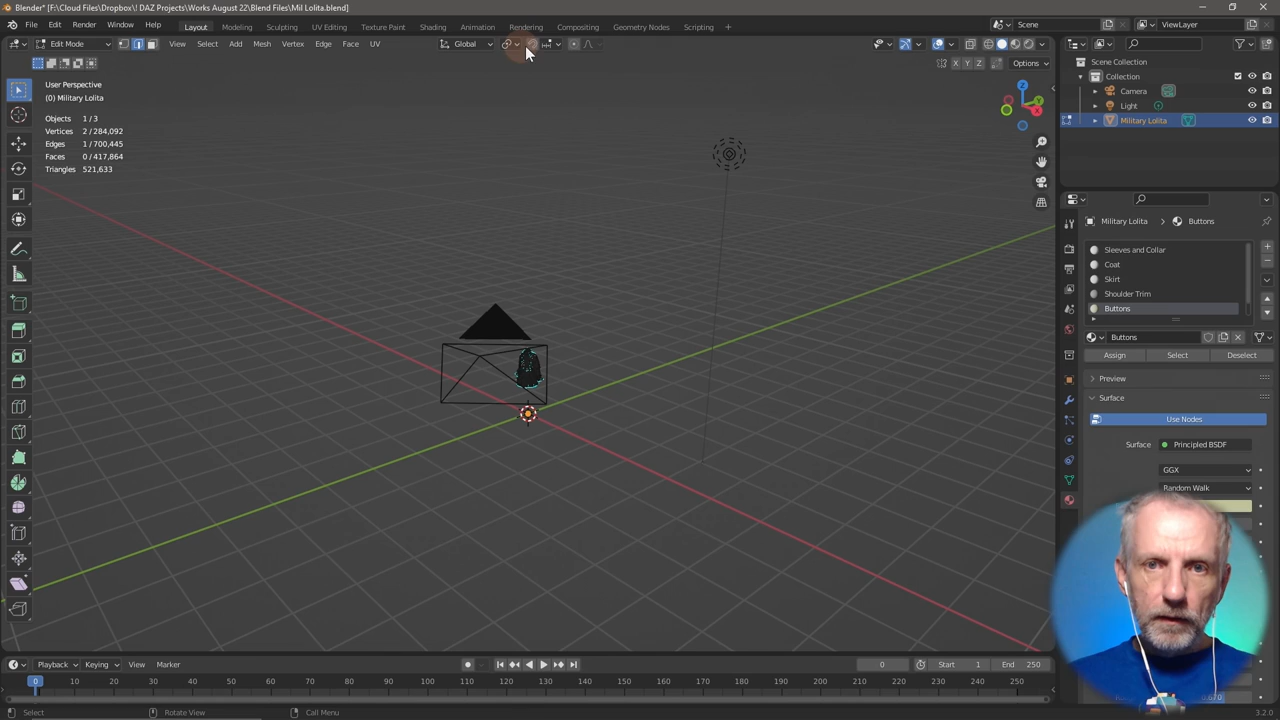 Blender* [F:\Cloud Files\Dropbox\! DAZ Projects\Works August 22\Blend Files\Mil Lolita.blend]
File Edit Render Window Help Layout Modeling Sculpting UV Editing Texture Paint Shading Animation Rendering Compositing Geometry Nodes Scripting Scene ViewLayer
Edit Mode View Select Add Mesh Vertex Edge Face UV Global
X Y Z Options
User Perspective
(0) Military Lolita
Objects 1/3
Vertices 2/284,092
Edges 1/700,445
Faces 0/417,864
Triangles 521,633
Z
Y
X
Scene Collection
Collection
Camera
Light
Military Lolita
Military Lolita > Buttons
Sleeves and Collar
Coat
Skirt
Shoulder Trim
Buttons
Buttons
Assign Select Deselect
Preview
Surface
Use Nodes
Surface Principled BSDF
GGX
Random Walk
Playback Keying View Marker 0 Start 1 End 250
0 10 20 30 40 50 60 70 80 90 100 110 120 130 140 150 160 170 180 190 200 210 220 230 240 250
Select Rotate View Call Menu 3.2.0